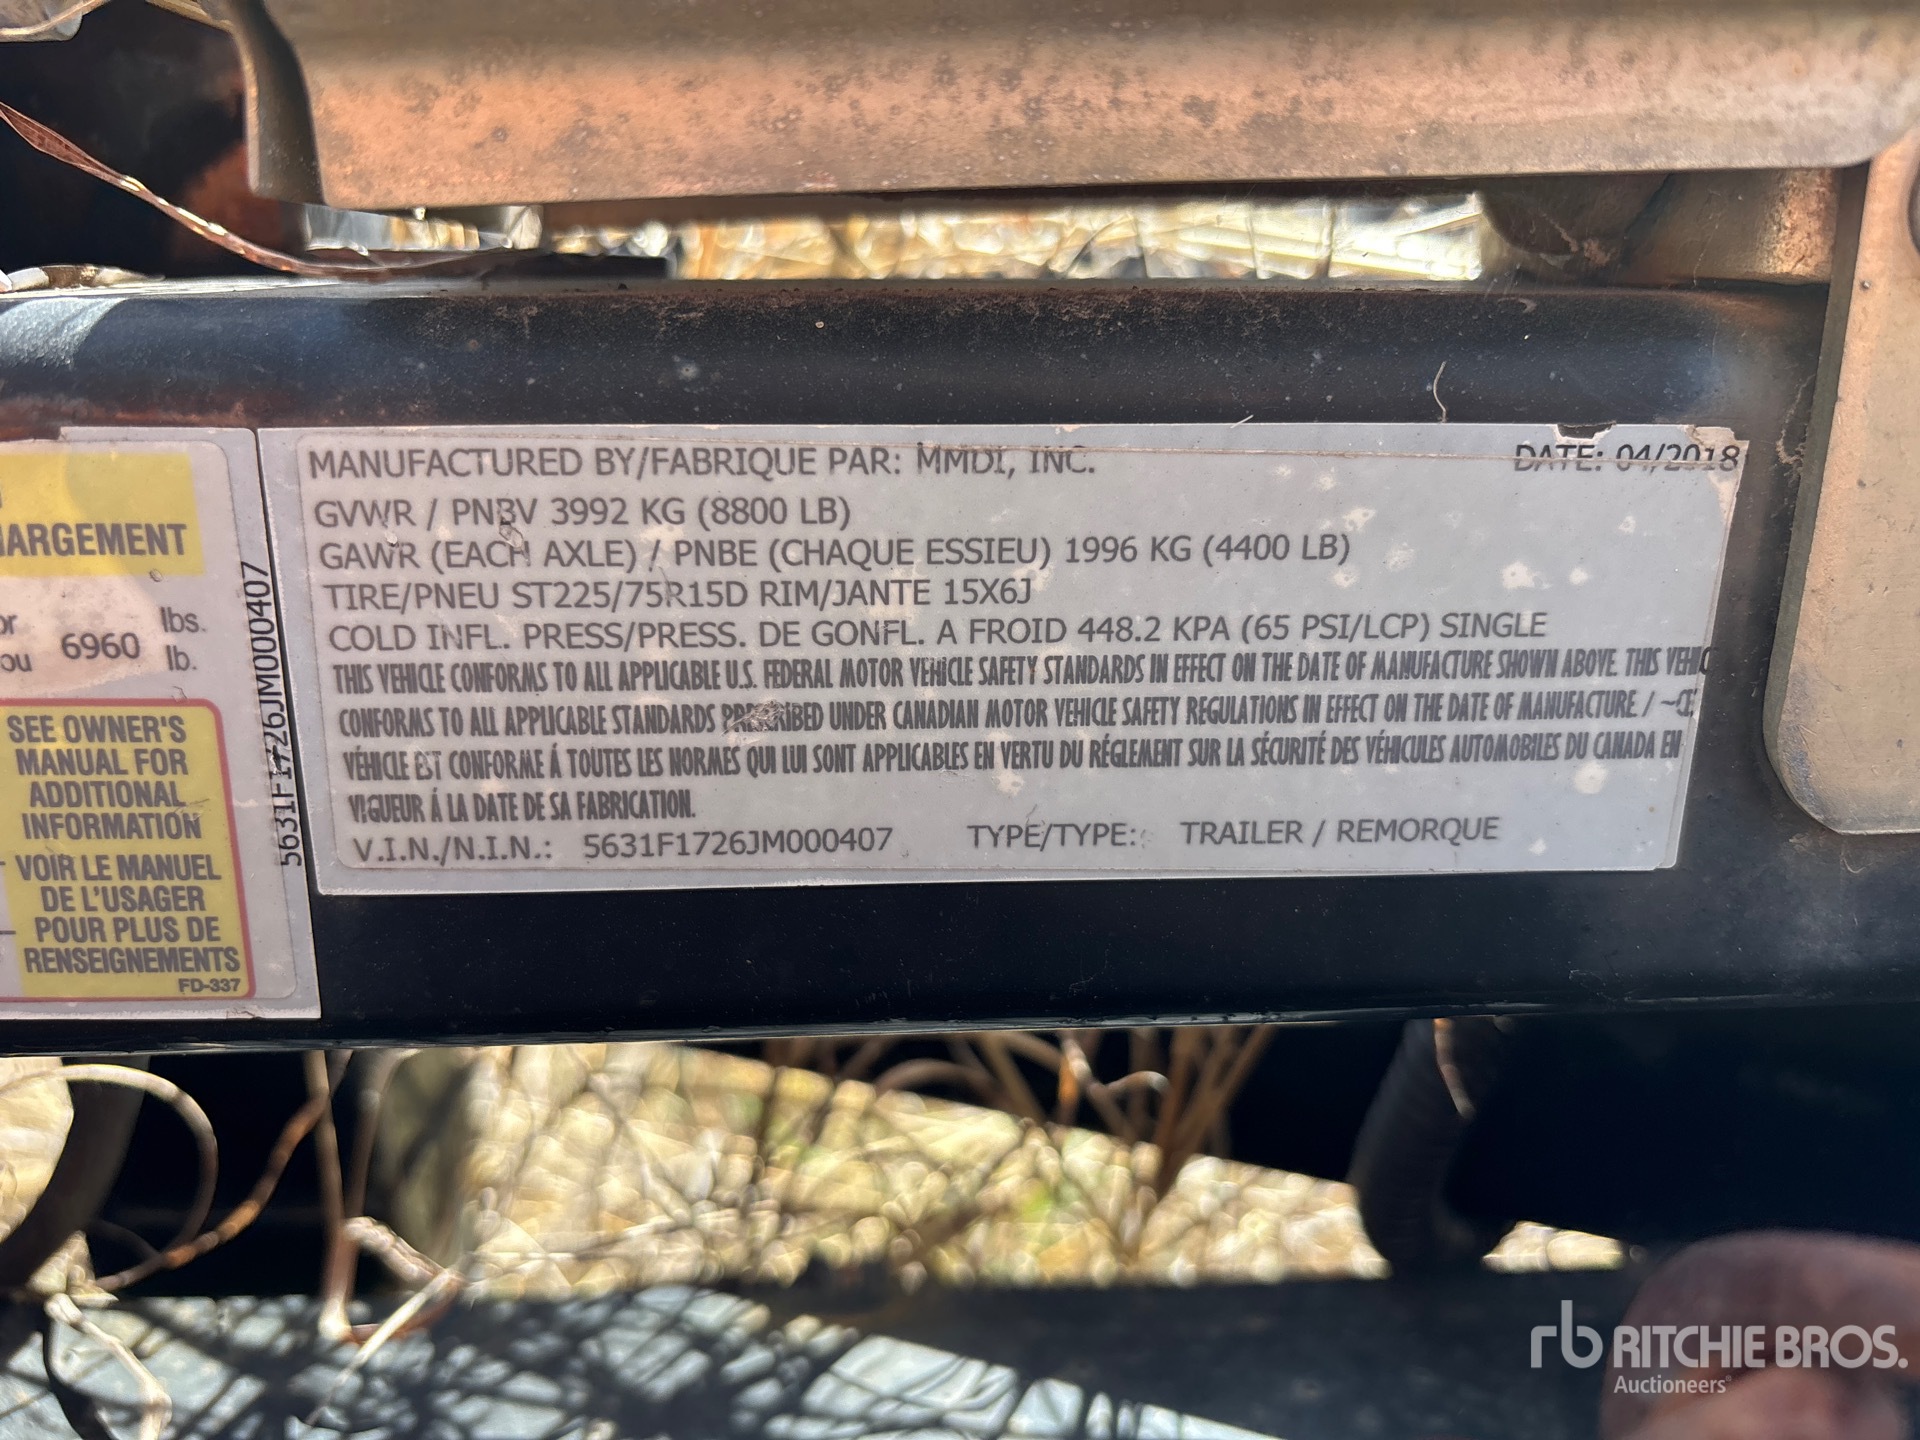 MANUFACTURED BY/FABRIQUE PAR: MMDI, INC. DATE: 04/2018
GVWR / PNBV 3992 KG (8800 LB)
GAWR (EACH AXLE) / PNBE (CHAQUE ESSIEU) 1996 KG (4400 LB)
TIRE/PNEU ST225/75R15D RIM/JANTE 15X6J
COLD INFL. PRESS/PRESS. DE GONFL. A FROID 448.2 KPA (65 PSI/LCP) SINGLE
THIS VEHICLE CONFORMS TO ALL APPLICABLE U.S. FEDERAL MOTOR VEHICLE SAFETY STANDARDS IN EFFECT ON THE DATE OF MANUFACTURE SHOWN ABOVE. THIS VEHIC
CONFORMS TO ALL APPLICABLE STANDARDS PRESCRIBED UNDER CANADIAN MOTOR VEHICLE SAFETY REGULATIONS IN EFFECT ON THE DATE OF MANUFACTURE /
VÉHICLE EST CONFORME Á TOUTES LES NORMES QUI LUI SONT APPLICABLES EN VERTU DU RÉGLEMENT SUR LA SÉCURITÉ DES VÉHICULES AUTOMOBILES DU CANADA EN
VIGUEUR Á LA DATE DE SA FABRICATION.
V.I.N./N.I.N.: 5631F1726JM000407 TYPE/TYPE: TRAILER / REMORQUE
HARGEMENT
or 6960 lbs.
ou lb.
SEE OWNER'S
MANUAL FOR
ADDITIONAL
INFORMATION
VOIR LE MANUEL
DE L'USAGER
POUR PLUS DE
RENSEIGNEMENTS
FD-337
5631F1726JM000407
rb RITCHIE BROS.
Auctioneers